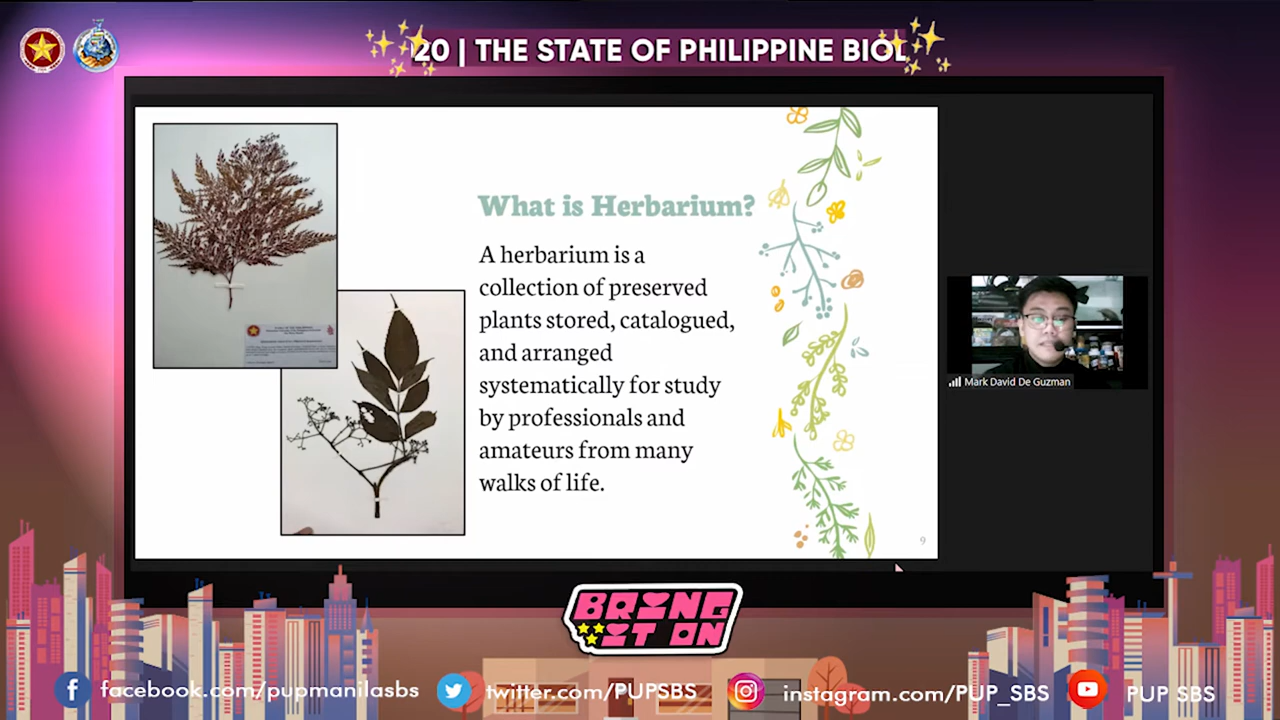 20 | THE STATE OF PHILIPPINE BIOL
What is Herbarium?
A herbarium is a
collection of preserved
plants stored, catalogued,
and arranged
systematically for study
by professionals and
amateurs from many
walks of life.
9
Mark David De Guzman
BRING
IT ON
facebook.com/pupmanilasbs
twitter.com/PUPSBS
instagram.com/PUP_SBS
PUP SBS